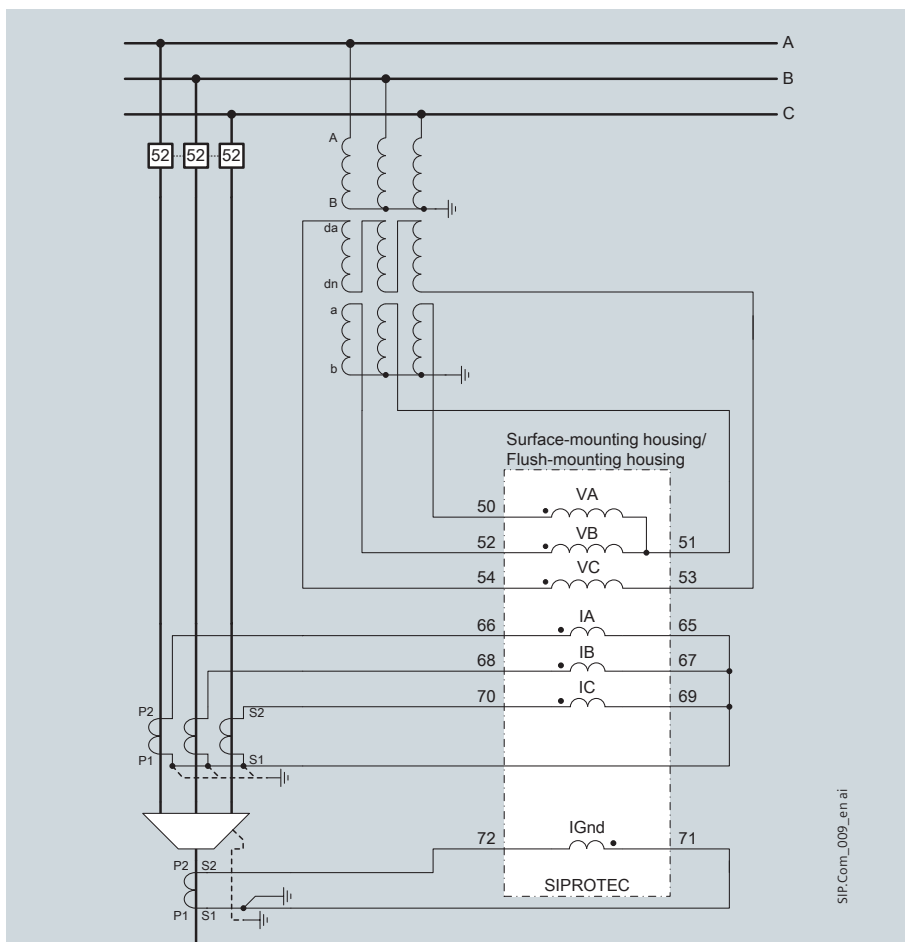 A
B
C
52 52 52
A
B
da
dn
a
b
Surface-mounting housing/
Flush-mounting housing
VA
50
VB
52 51
VC
54 53
IA
66 65
IB
68 67
IC
70 69
P2 S2
P1 S1
IGnd
72 71
P2 S2
SIPROTEC
P1 S1
SIP.Com_009_en ai